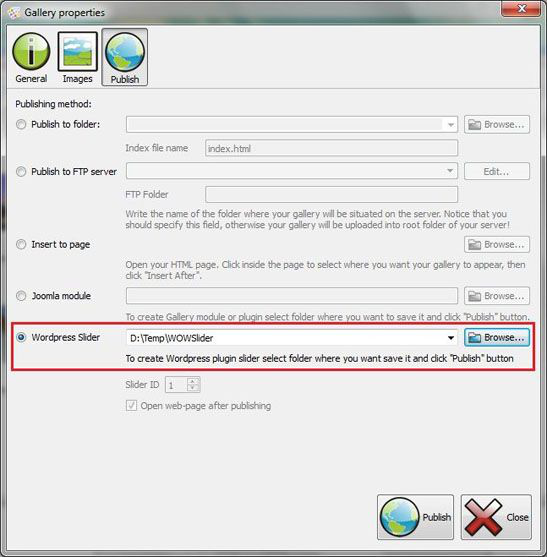 Gallery properties
General Images Publish
Publishing method:
Publish to folder: Browse...
Index file name index.html
Publish to FTP server Edit...
FTP Folder
Write the name of the folder where your gallery will be situated on the server. Notice that you
should specify this field, otherwise your gallery will be uploaded into root folder of your server!
Insert to page Browse...
Open your HTML page. Click inside the page to select where you want your gallery to appear, then
click "Insert After".
Joomla module Browse...
To create Gallery module or plugin select folder where you want to save it and click "Publish" button.
Wordpress Slider D:\Temp\WOWSlider Browse...
To create Wordpress plugin slider select folder where you want save it and click "Publish" button
Slider ID 1
Open web-page after publishing
Publish Close